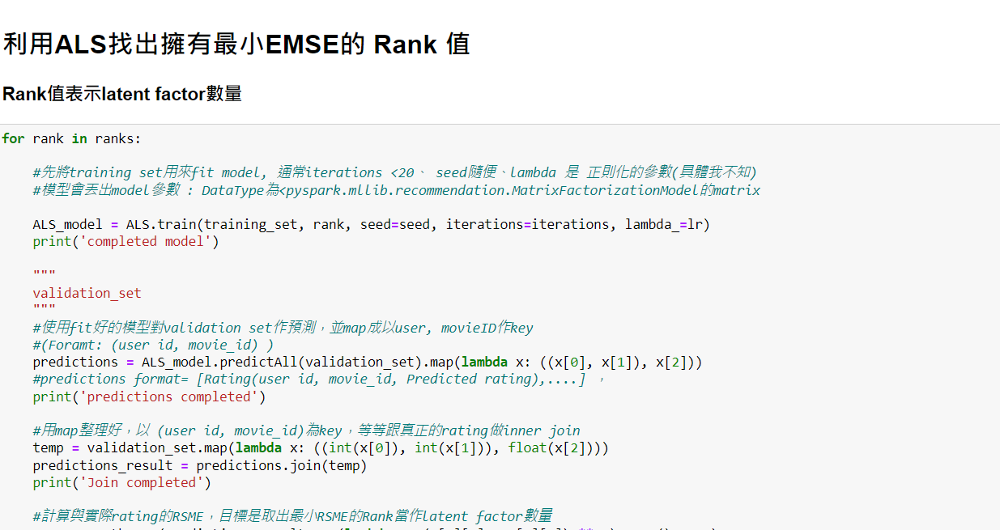 利用ALS找出擁有最小EMSE的 Rank 值
Rank值表示latent factor數量
for rank in ranks:
#先將training set用來fit model, 通常iterations <20、 seed隨便、lambda 是 正則化的參數(具體我不知)
#模型會丟出model參數 : DataType為<pyspark.mllib.recommendation.MatrixFactorizationModel的matrix
ALS_model = ALS.train(training_set, rank, seed=seed, iterations=iterations, lambda_=lr)
print('completed model')
"""
validation_set
"""
#使用fit好的模型對validation set作預測，並map成以user, movieID作key
#(Foramt: (user id, movie_id) )
predictions = ALS_model.predictAll(validation_set).map(lambda x: ((x[0], x[1]), x[2]))
#predictions format= [Rating(user id, movie_id, Predicted rating),....] ，
print('predictions completed')
#用map整理好，以 (user id, movie_id)為key，等等跟真正的rating做inner join
temp = validation_set.map(lambda x: ((int(x[0]), int(x[1])), float(x[2])))
predictions_result = predictions.join(temp)
print('Join completed')
#計算與實際rating的RSME，目標是取出最小RSME的Rank當作latent factor數量